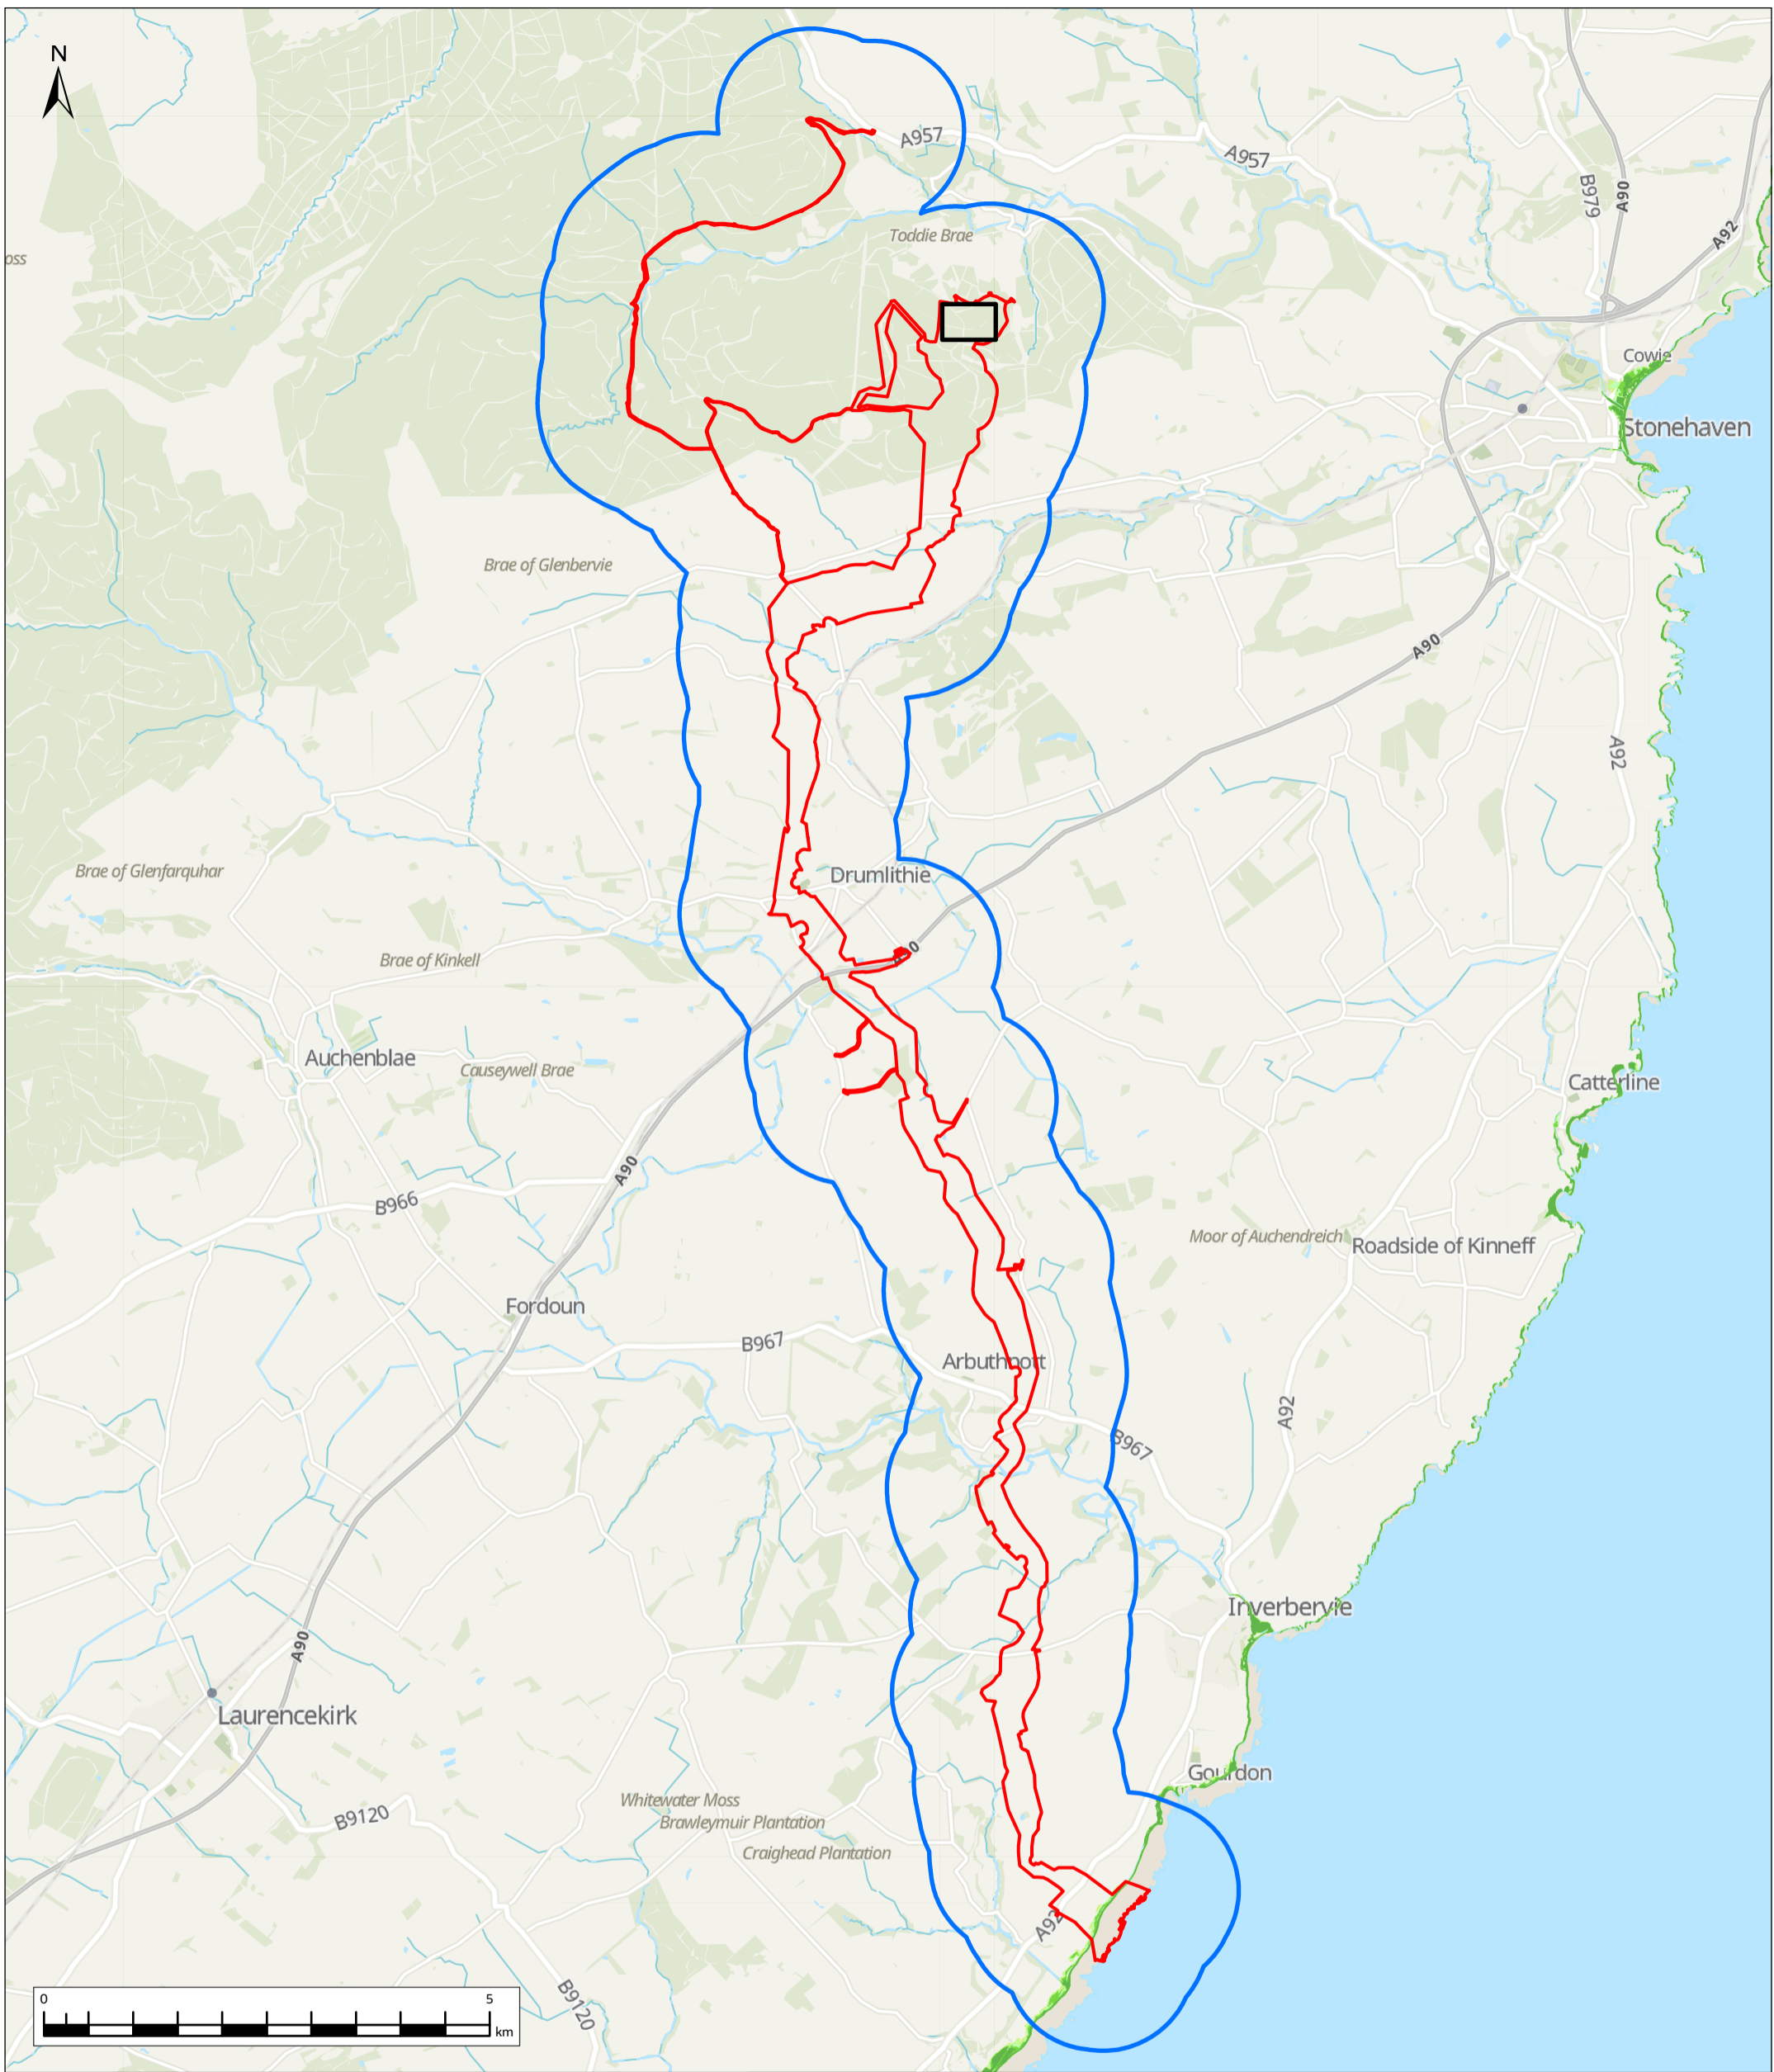 N
A957
A957
B979
A90
A92
Toddie Brae
oss
Cowie
Stonehaven
Brae of Glenbervie
A90
A92
Brae of Glenfarquhar
Drumlithie
Brae of Kinkell
Auchenblae
Causeywell Brae
Catterline
A90
B966
Moor of Auchendreich
Roadside of Kinneff
Fordoun
B967
Arbuthnott
A92
B967
Inverbervie
A90
Laurencekirk
Gourdon
Whitewater Moss
Brawleymuir Plantation
B9120
Craighead Plantation
A92
B9120
0 5
km